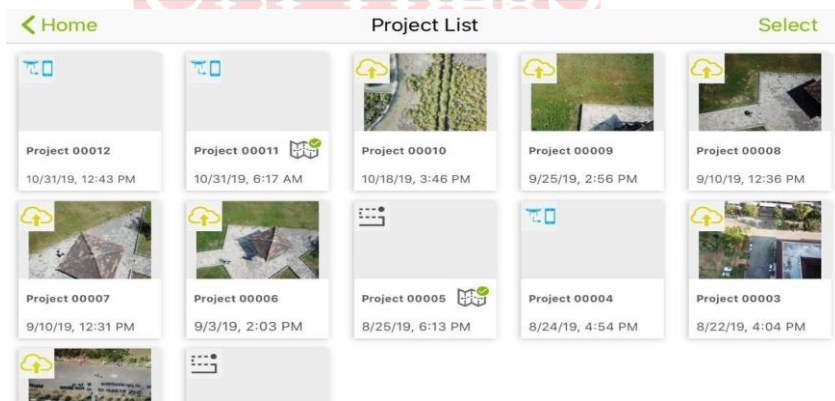 Home
Project List
Select
Project 00012
10/31/19, 12:43 PM
Project 00011
10/31/19, 6:17 AM
Project 00010
10/18/19, 3:46 PM
Project 00009
9/25/19, 2:56 PM
Project 00008
9/10/19, 12:36 PM
Project 00007
9/10/19, 12:31 PM
Project 00006
9/3/19, 2:03 PM
Project 00005
8/25/19, 6:13 PM
Project 00004
8/24/19, 4:54 PM
Project 00003
8/22/19, 4:04 PM